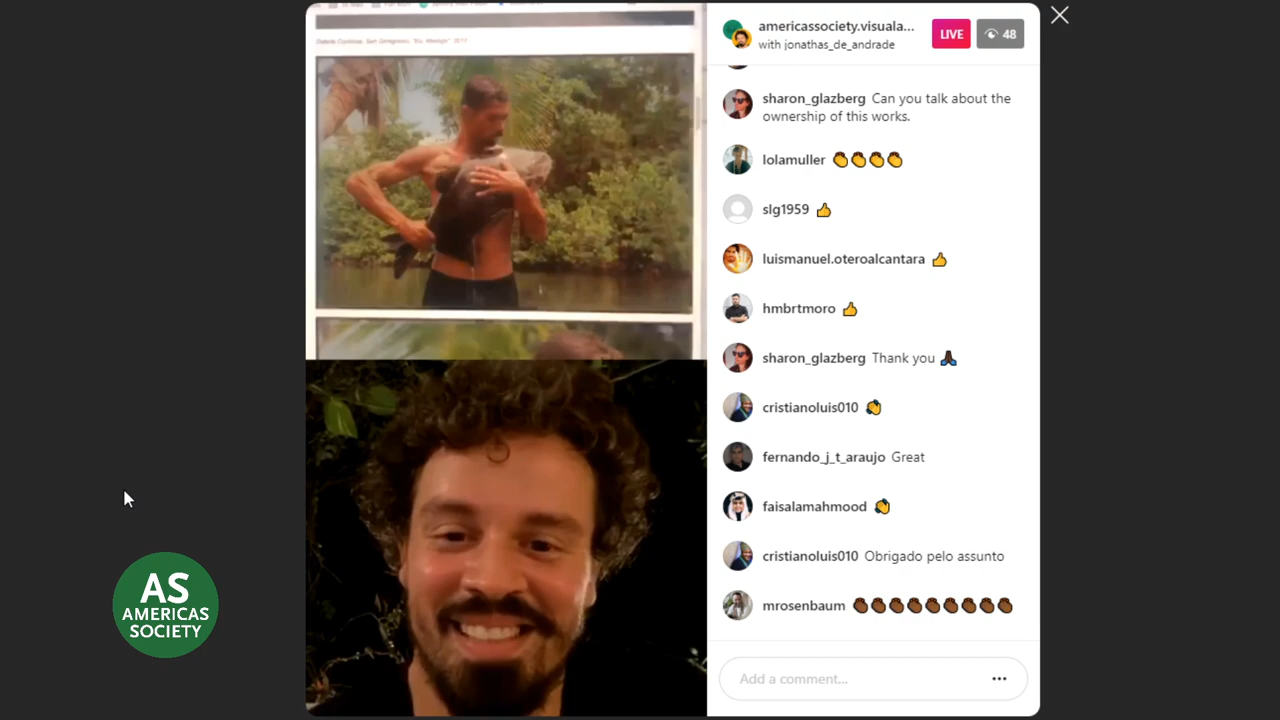 americassociety.visuala...
with jonathas_de_andrade
LIVE
48
sharon_glazberg Can you talk about the
ownership of this works.
lolamuller 👏👏👏👏
slg1959 👍
luismanuel.oteroalcantara 👍
hmbrtmoro 👍
sharon_glazberg Thank you 🙏🏿
cristianoluis010 👏
fernando_j_t_araujo Great
faisalamahmood 👏
cristianoluis010 Obrigado pelo assunto
mrosenbaum 👏🏾👏🏾👏🏾👏🏾👏🏾👏🏾👏🏾👏🏾👏🏾
Add a comment...
AS
AMERICAS
SOCIETY